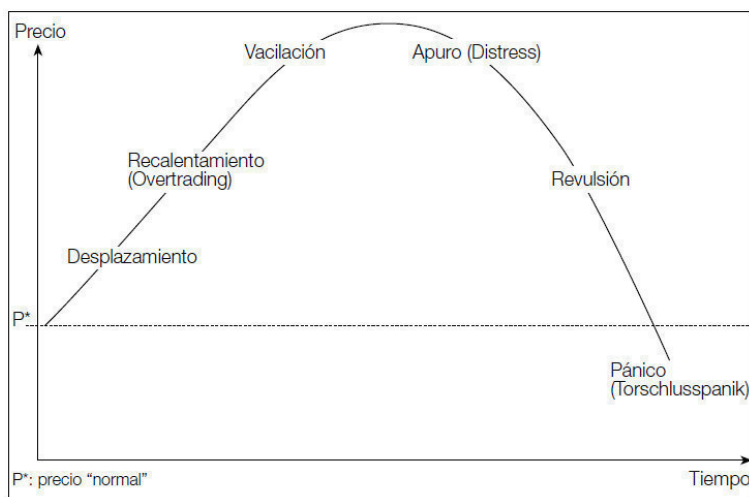 Precio
Vacilación
Apuro (Distress)
Recalentamiento
(Overtrading)
Revulsión
Desplazamiento
P*
Pánico
(Torschlusspanik)
P*: precio “normal”
Tiempo